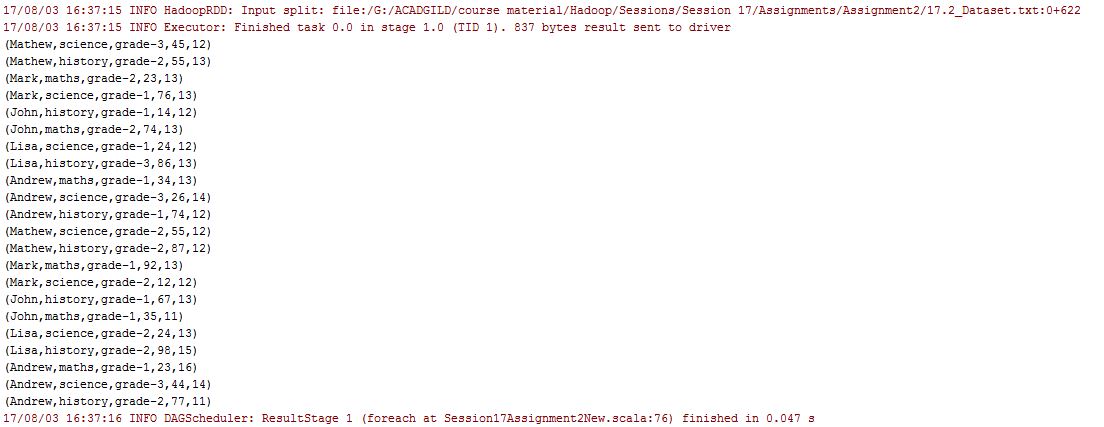 17/08/03 16:37:15 INFO HadoopRDD: Input split: file:/G:/ACADGILD/course material/Hadoop/Sessions/Session 17/Assignments/Assignment2/17.2_Dataset.txt:0+622
17/08/03 16:37:15 INFO Executor: Finished task 0.0 in stage 1.0 (TID 1). 837 bytes result sent to driver
(Mathew,science,grade-3,45,12)
(Mathew,history,grade-2,55,13)
(Mark,maths,grade-2,23,13)
(Mark,science,grade-1,76,13)
(John,history,grade-1,14,12)
(John,maths,grade-2,74,13)
(Lisa,science,grade-1,24,12)
(Lisa,history,grade-3,86,13)
(Andrew,maths,grade-1,34,13)
(Andrew,science,grade-3,26,14)
(Andrew,history,grade-1,74,12)
(Mathew,science,grade-2,55,12)
(Mathew,history,grade-2,87,12)
(Mark,maths,grade-1,92,13)
(Mark,science,grade-2,12,12)
(John,history,grade-1,67,13)
(John,maths,grade-1,35,11)
(Lisa,science,grade-2,24,13)
(Lisa,history,grade-2,98,15)
(Andrew,maths,grade-1,23,16)
(Andrew,science,grade-3,44,14)
(Andrew,history,grade-2,77,11)
17/08/03 16:37:16 INFO DAGScheduler: ResultStage 1 (foreach at Session17Assignment2New.scala:76) finished in 0.047 s